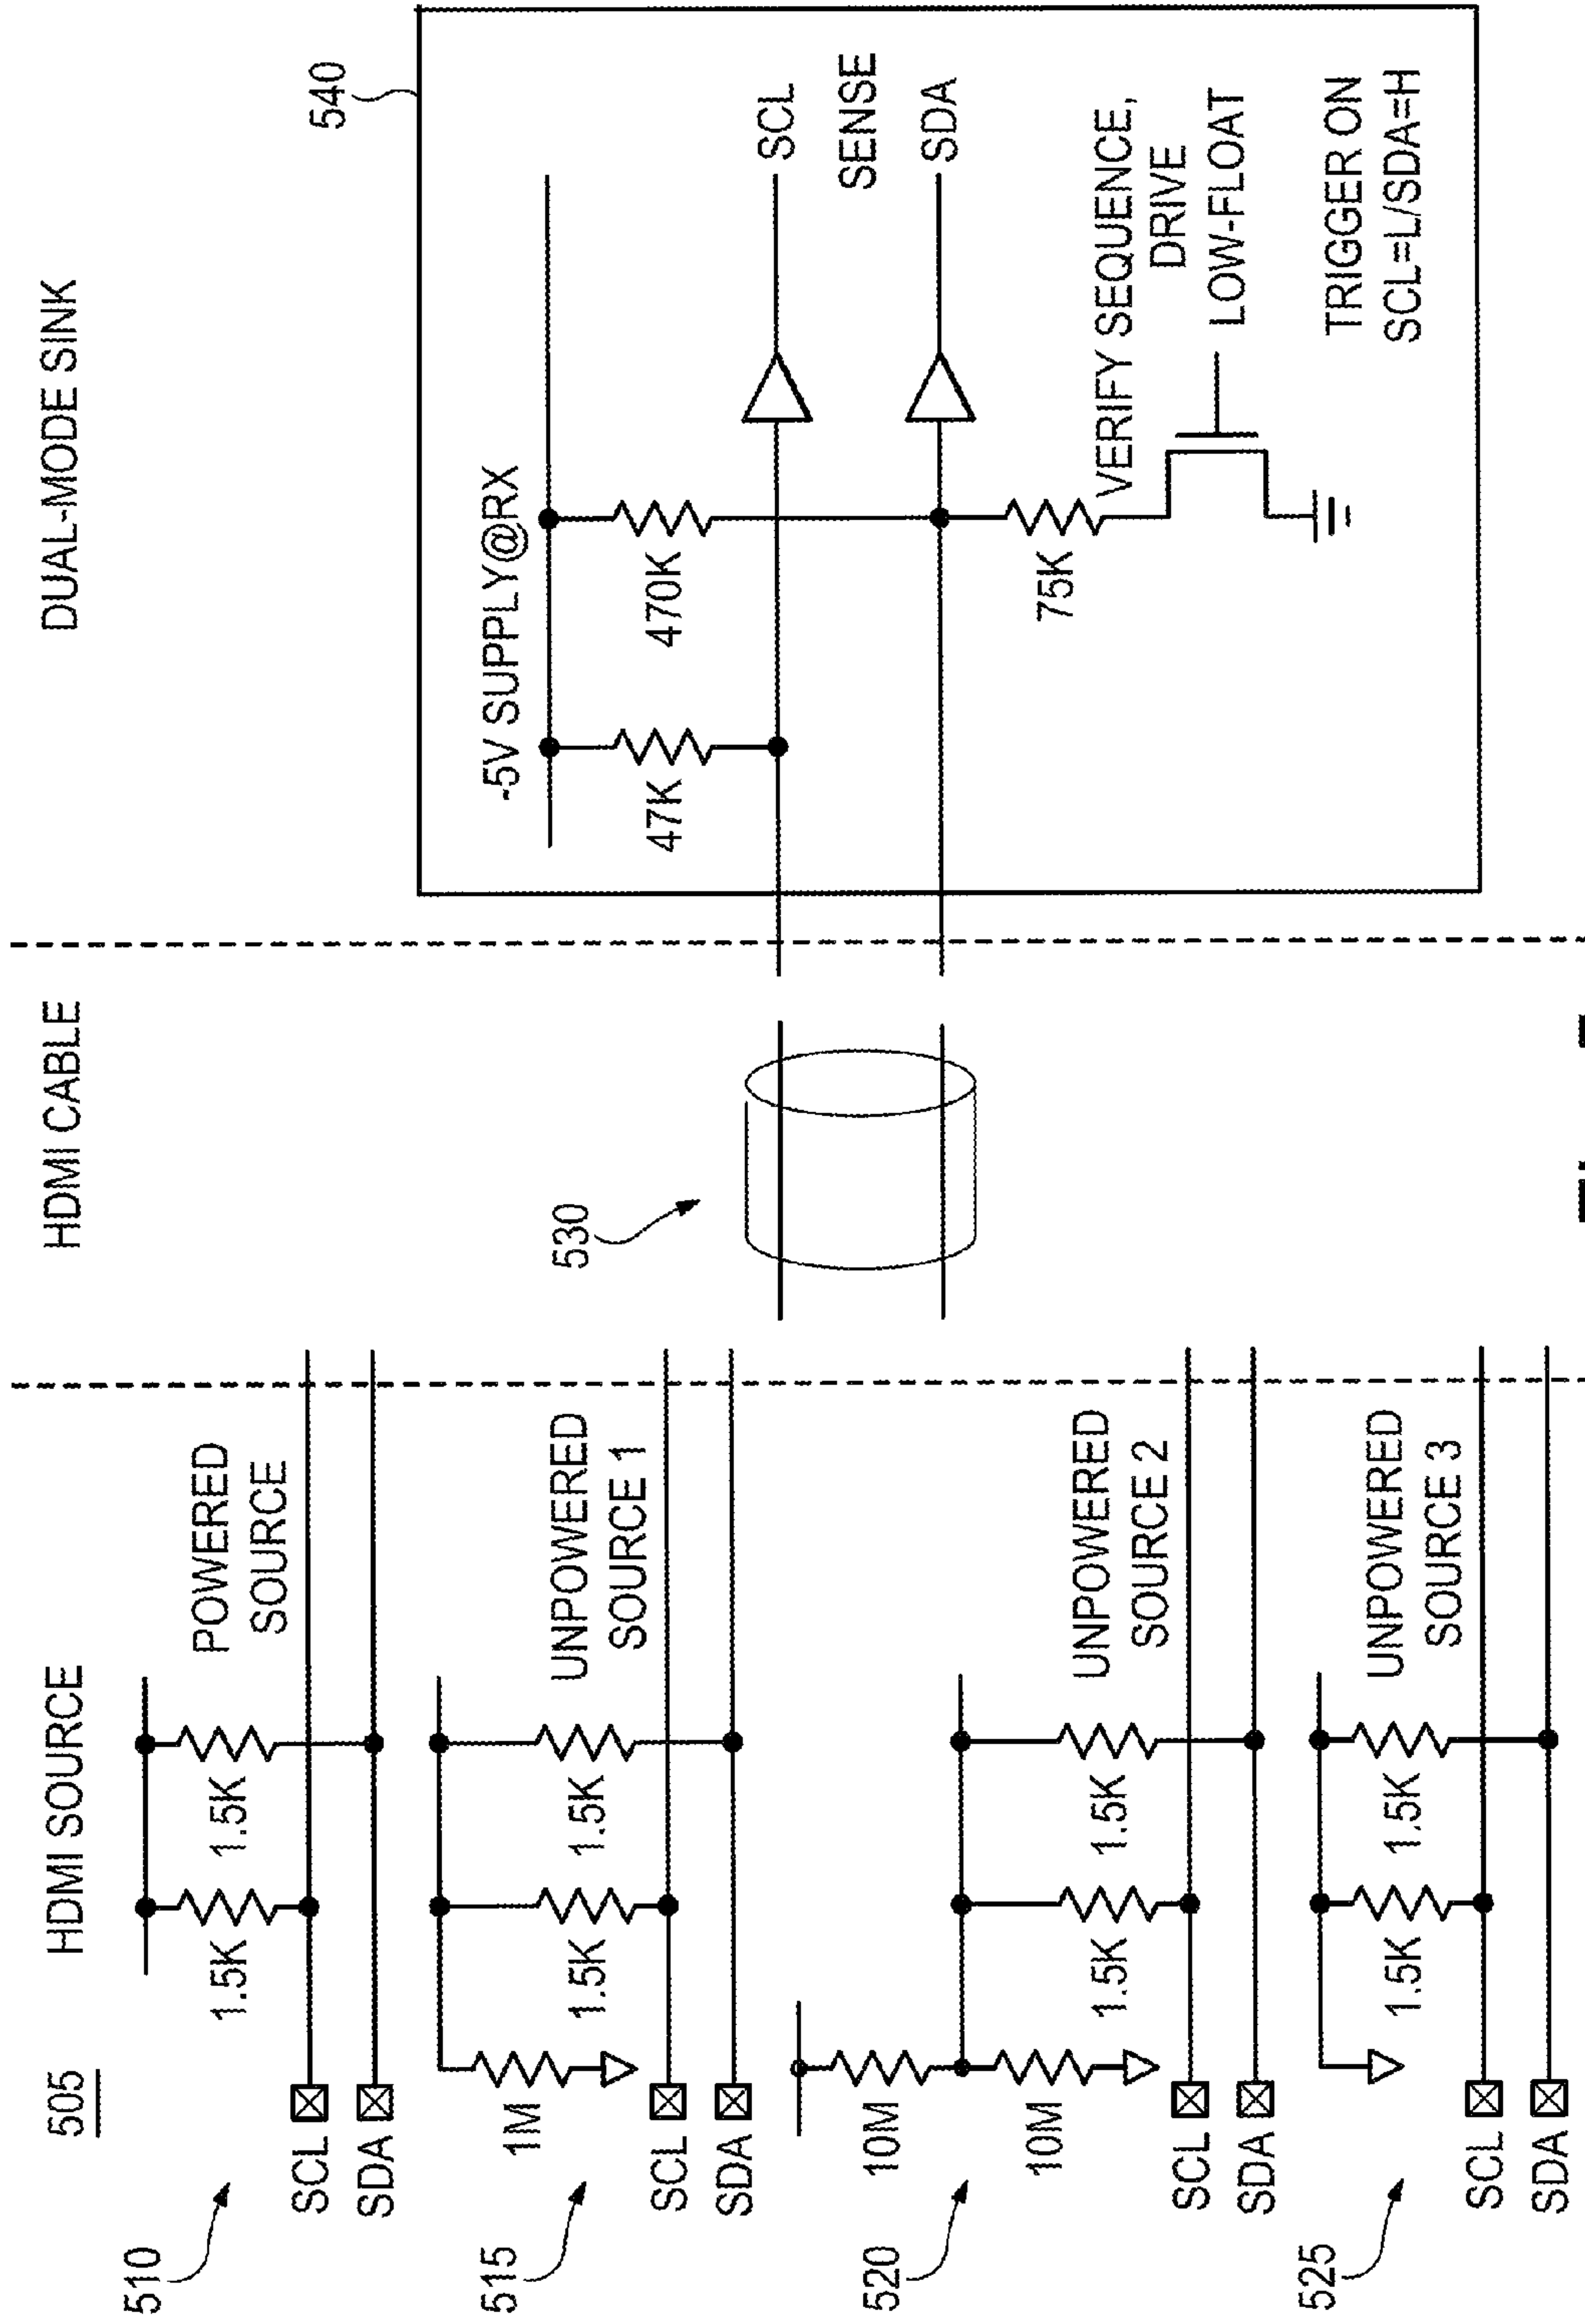 505
HDMI SOURCE
HDMI CABLE
DUAL-MODE SINK
510
1.5K
1.5K
POWERED
SOURCE
SCL
SDA
515
1M
1.5K
1.5K
UNPOWERED
SOURCE 1
SCL
SDA
520
10M
10M
1.5K
1.5K
UNPOWERED
SOURCE 2
SCL
SDA
525
1.5K
1.5K
UNPOWERED
SOURCE 3
SCL
SDA
530
540
-5V SUPPLY@RX
47K
470K
SCL
SENSE
SDA
75K
VERIFY SEQUENCE,
DRIVE
LOW-FLOAT
TRIGGER ON
SCL=L/SDA=H